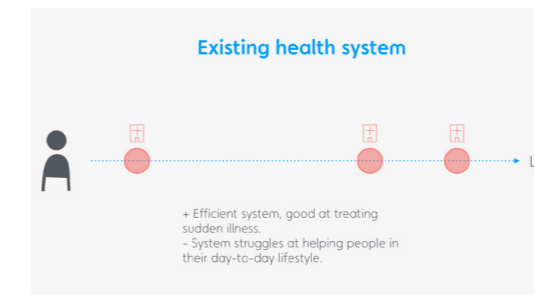 Existing health system
L
+ Efficient system, good at treating
sudden illness.
- System struggles at helping people in
their day-to-day lifestyle.